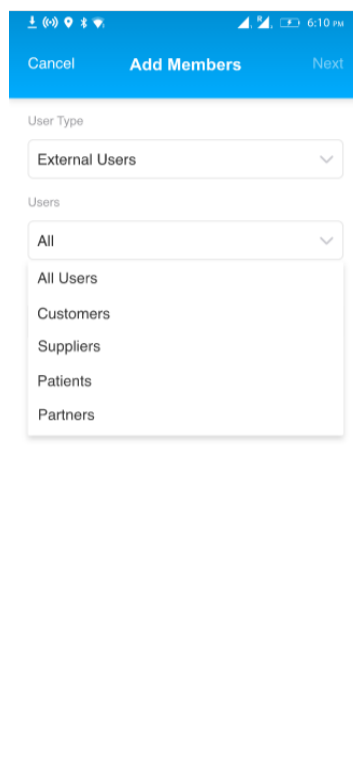 6:10 PM
Cancel Add Members Next
User Type
External Users
Users
All
All Users
Customers
Suppliers
Patients
Partners